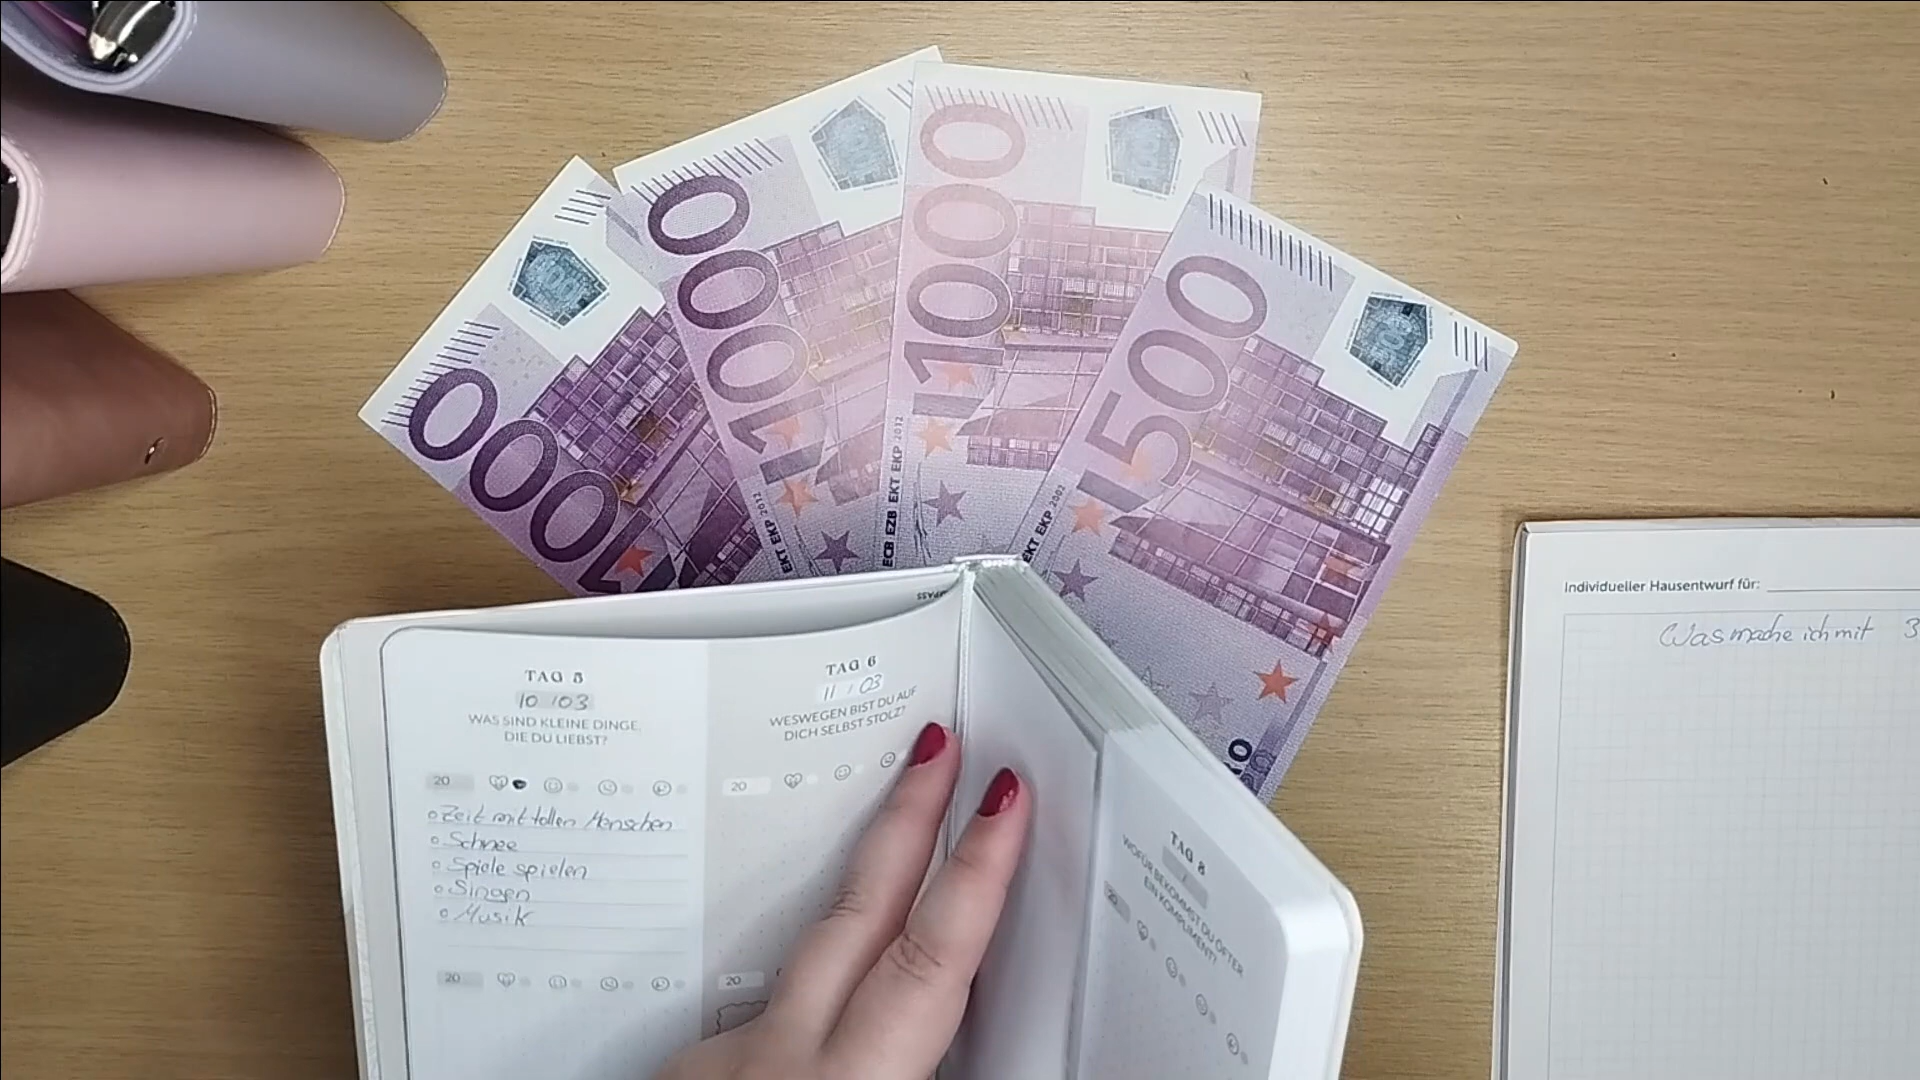 1000
1000
1000
500
EKT EKP 2012
ECB EZB EKT EKP 2012
EKT EKP 2002
Individueller Hausentwurf für:
Was mache ich mit 3
TAG 5
10 / 03
WAS SIND KLEINE DINGE,
DIE DU LIEBST?
20
o Zeit mit tollen Menschen
o Schnee
o Spiele spielen
o Singen
o Musik
20
TAG 6
11 / 03
WESWEGEN BIST DU AUF
DICH SELBST STOLZ?
20
20
TAG 8
/
WOFÜR BEKOMMST DU ÖFTER
EIN KOMPLIMENT?
20